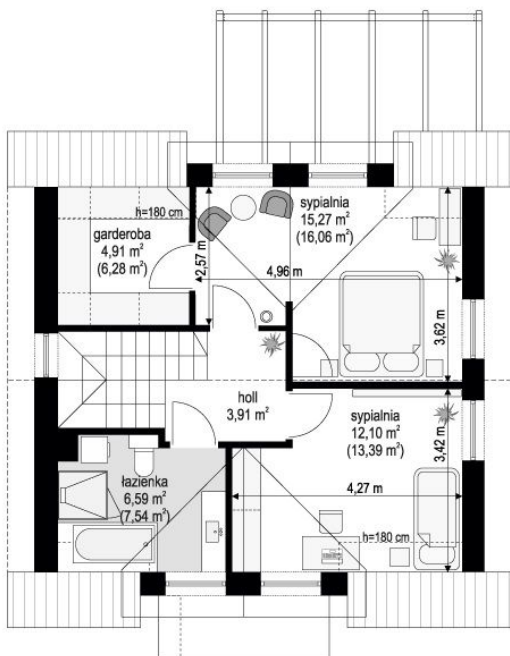 h=180 cm
garderoba
4,91 m²
(6,28 m²)
2,57 m
sypialnia
15,27 m²
(16,06 m²)
4,96 m
3,62 m
holl
3,91 m²
sypialnia
12,10 m²
(13,39 m²)
3,42 m
4,27 m
łazienka
6,59 m²
(7,54 m²)
h=180 cm